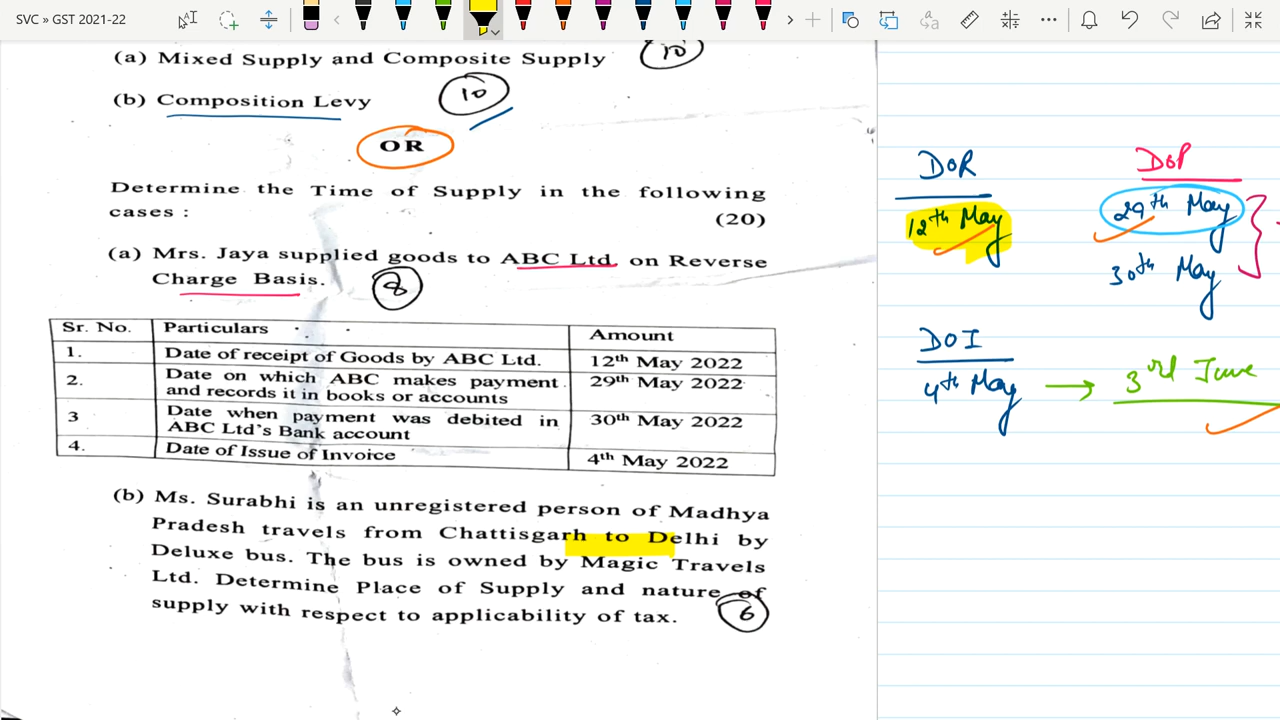 SVC » GST 2021-22
(a) Mixed Supply and Composite Supply
10
(b) Composition Levy
10
OR
Determine the Time of Supply in the following
cases :
(20)
(a) Mrs. Jaya supplied goods to ABC Ltd. on Reverse
Charge Basis.
8
Sr. No. Particulars Amount
1. Date of receipt of Goods by ABC Ltd. 12th May 2022
2. Date on which ABC makes payment and records it in books or accounts 29th May 2022
3 Date when payment was debited in ABC Ltd's Bank account 30th May 2022
4. Date of Issue of Invoice 4th May 2022
(b) Ms. Surabhi is an unregistered person of Madhya
Pradesh travels from Chattisgarh to Delhi by
Deluxe bus. The bus is owned by Magic Travels
Ltd. Determine Place of Supply and nature of
supply with respect to applicability of tax.
6
DOR
12th May
DOP
29th May
30th May
DOI
4th May → 3rd June